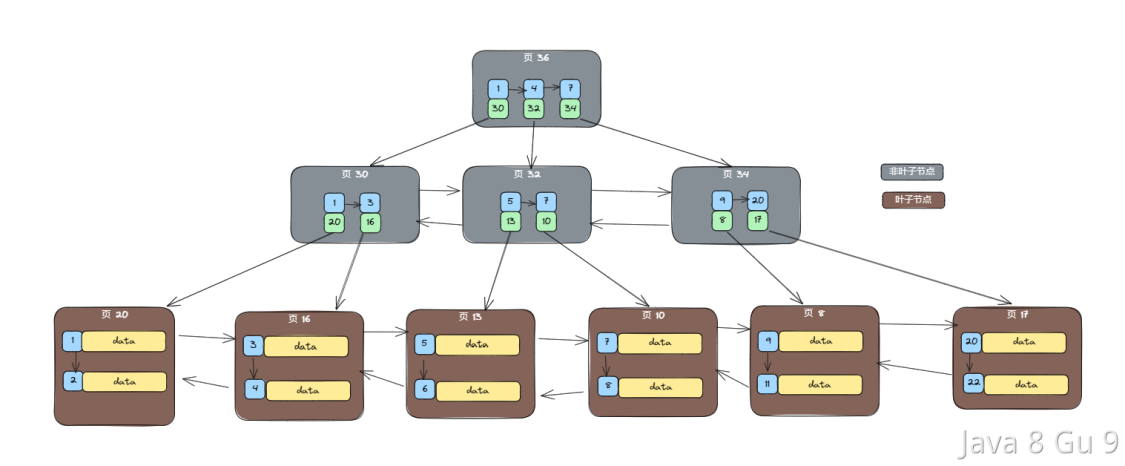 页 36
1 4 7
30 32 34
页 30
1 3
20 16
页 32
5 7
13 10
页 34
9 20
8 17
非叶子节点
叶子节点
页 20
1 data
2 data
页 16
3 data
4 data
页 13
5 data
6 data
页 10
7 data
8 data
页 8
9 data
11 data
页 17
20 data
22 data
Java 8 Gu 9